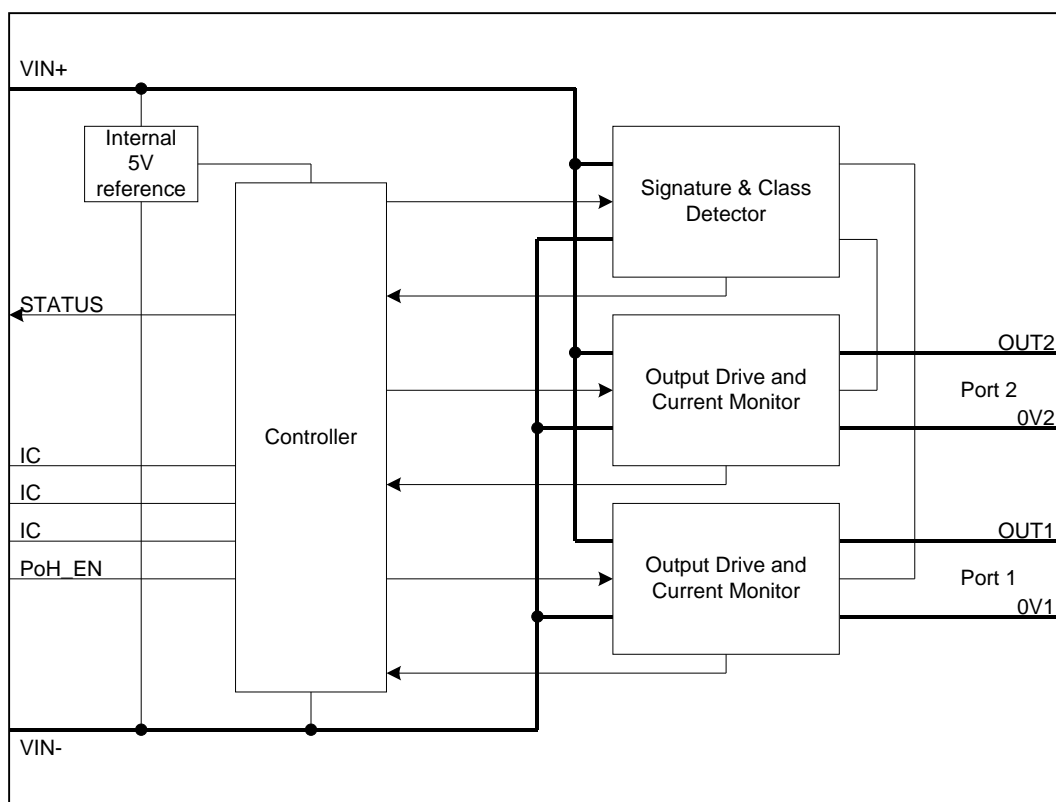 VIN+
Internal
5V
reference
Signature & Class
Detector
STATUS
OUT2
Output Drive and
Current Monitor
Port 2
0V2
Controller
IC
IC
IC
OUT1
PoH_EN
Output Drive and
Current Monitor
Port 1
0V1
VIN-